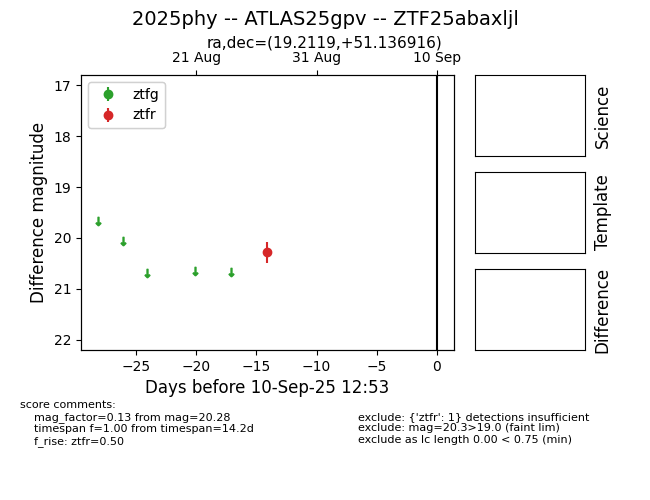 2025phy -- ATLAS25gpv -- ZTF25abaxljl
ra,dec=(19.2119,+51.136916)
21 Aug 31 Aug 10 Sep
ztfg
ztfr
17
18
19
20
21
22
Difference magnitude
−25 −20 −15 −10 −5 0
Days before 10-Sep-25 12:53
Science
Template
Difference
score comments:
mag_factor=0.13 from mag=20.28
timespan f=1.00 from timespan=14.2d
f_rise: ztfr=0.50
exclude: {'ztfr': 1} detections insufficient
exclude: mag=20.3>19.0 (faint lim)
exclude as lc length 0.00 < 0.75 (min)